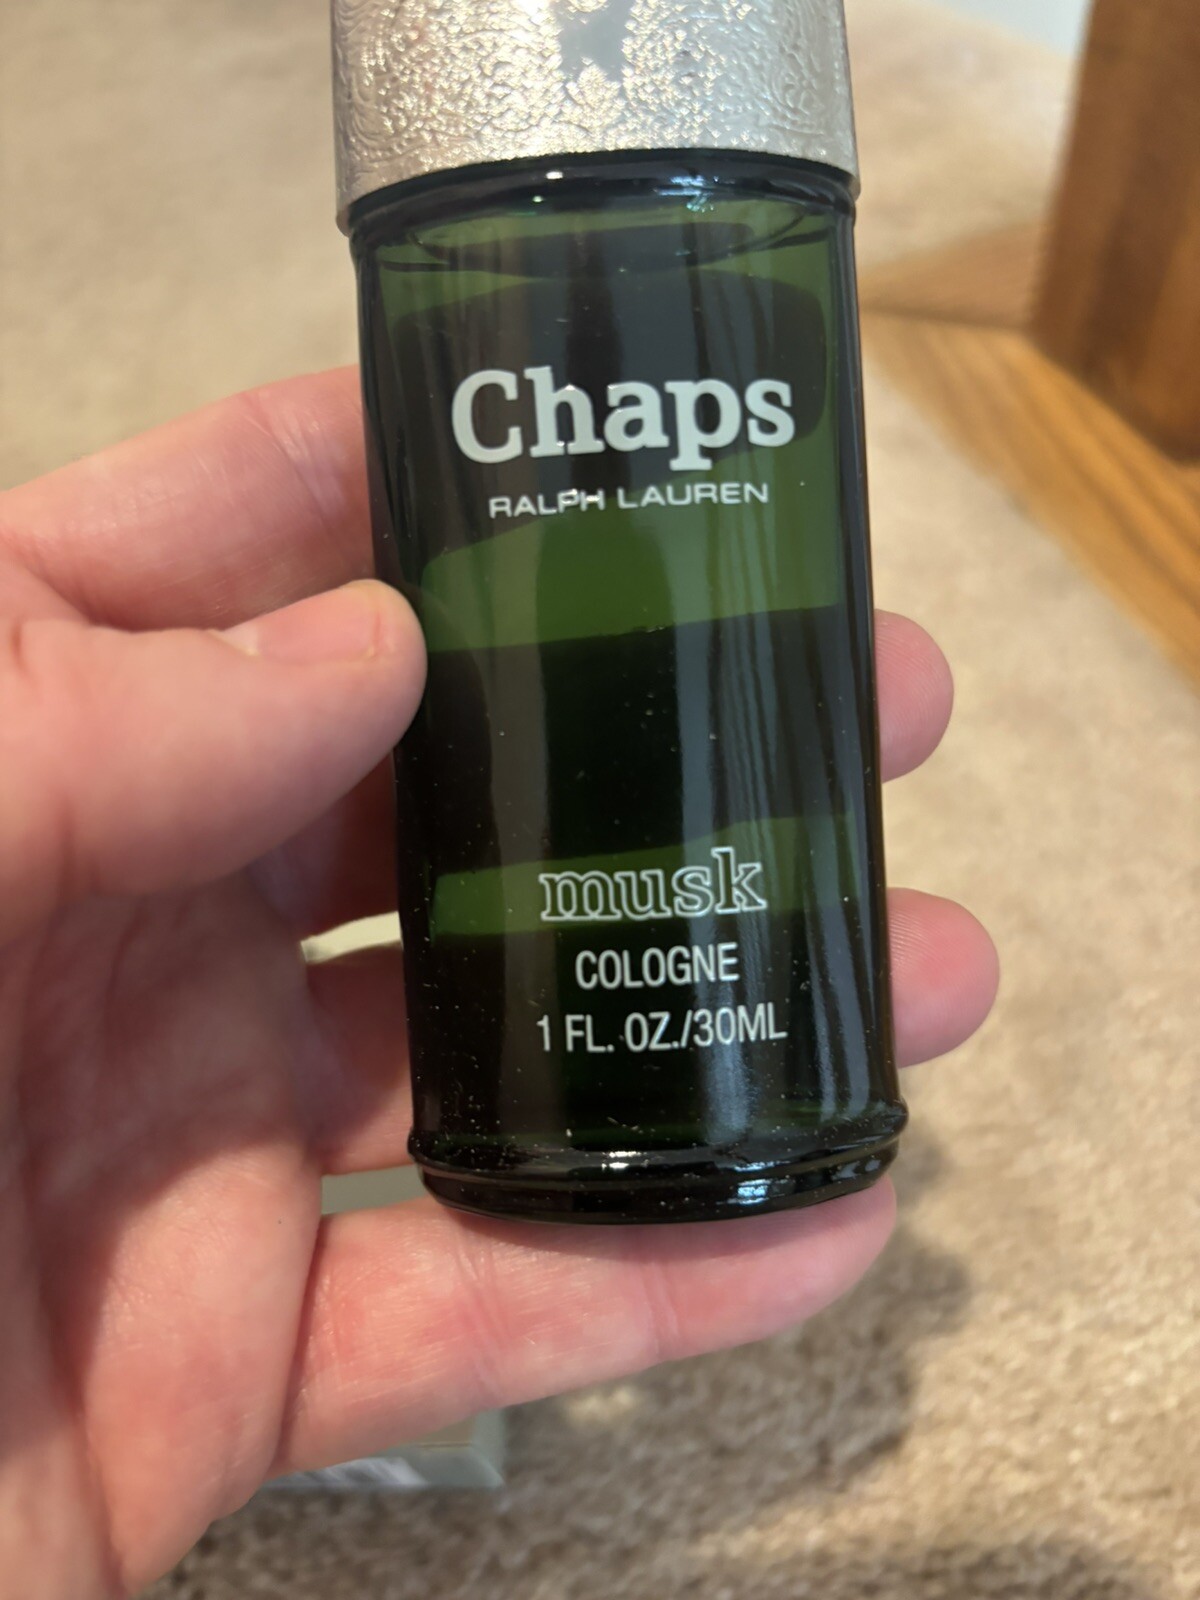 Chaps
RALPH LAUREN
musk
COLOGNE
1 FL. OZ./30ML